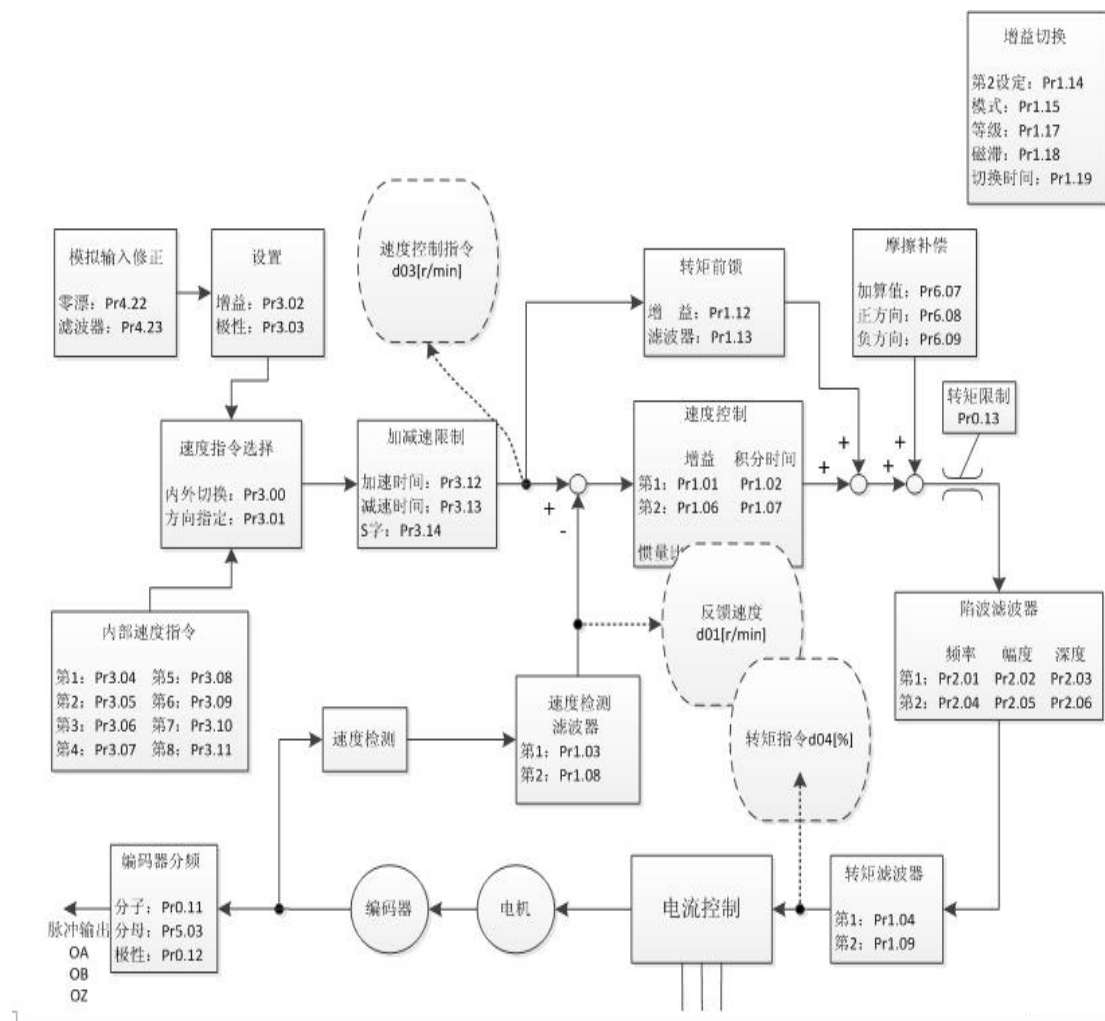 增益切换
第2设定：Pr1.14
模式：Pr1.15
等级：Pr1.17
磁滞：Pr1.18
切换时间：Pr1.19
模拟输入修正
零漂：Pr4.22
滤波器：Pr4.23
设置
增益：Pr3.02
极性：Pr3.03
速度控制指令
d03[r/min]
转矩前馈
增 益：Pr1.12
滤波器：Pr1.13
摩擦补偿
加算值：Pr6.07
正方向：Pr6.08
负方向：Pr6.09
转矩限制
Pr0.13
速度指令选择
内外切换：Pr3.00
方向指定：Pr3.01
加减速限制
加速时间：Pr3.12
减速时间：Pr3.13
S字：Pr3.14
+
-
速度控制
增益 积分时间
第1：Pr1.01 Pr1.02
第2：Pr1.06 Pr1.07
惯量
+
+
+
+
内部速度指令
第1：Pr3.04 第5：Pr3.08
第2：Pr3.05 第6：Pr3.09
第3：Pr3.06 第7：Pr3.10
第4：Pr3.07 第8：Pr3.11
速度检测
速度检测
滤波器
第1：Pr1.03
第2：Pr1.08
反馈速度
d01[r/min]
转矩指令d04[%]
陷波滤波器
频率 幅度 深度
第1：Pr2.01 Pr2.02 Pr2.03
第2：Pr2.04 Pr2.05 Pr2.06
编码器分频
分子：Pr0.11
分母：Pr5.03
极性：Pr0.12
脉冲输出
OA
OB
OZ
编码器
电机
电流控制
转矩滤波器
第1：Pr1.04
第2：Pr1.09